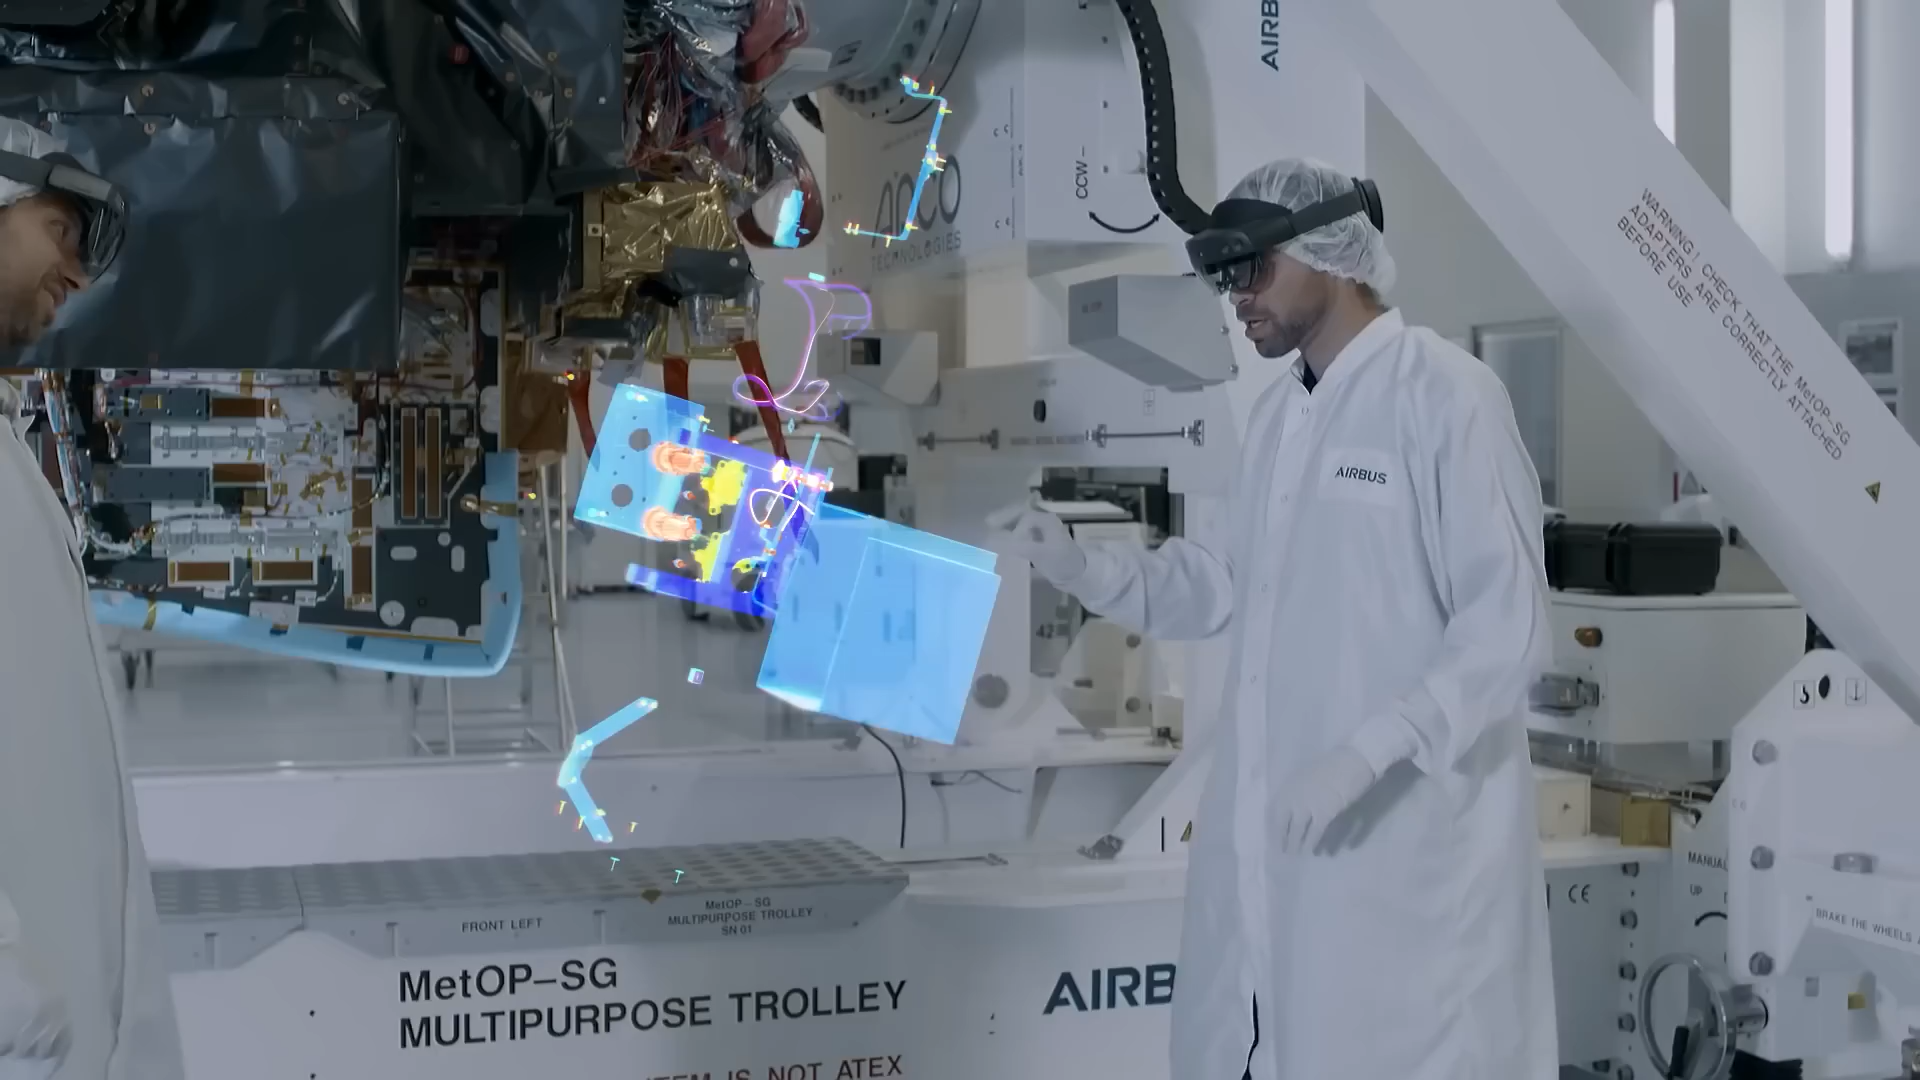 AIRB
CCW-
AOCO
TECHNOLOGIES
WARNING! CHECK THAT THE MetOP-SG
ADAPTERS ARE CORRECTLY ATTACHED
BEFORE USE
AIRBUS
42
MetOP-SG
MULTIPURPOSE TROLLEY
SN 01
FRONT LEFT
MetOP-SG
MULTIPURPOSE TROLLEY
AIRB
IS NOT ATEX
CE
MANUAL
UP
BRAKE THE WHEELS